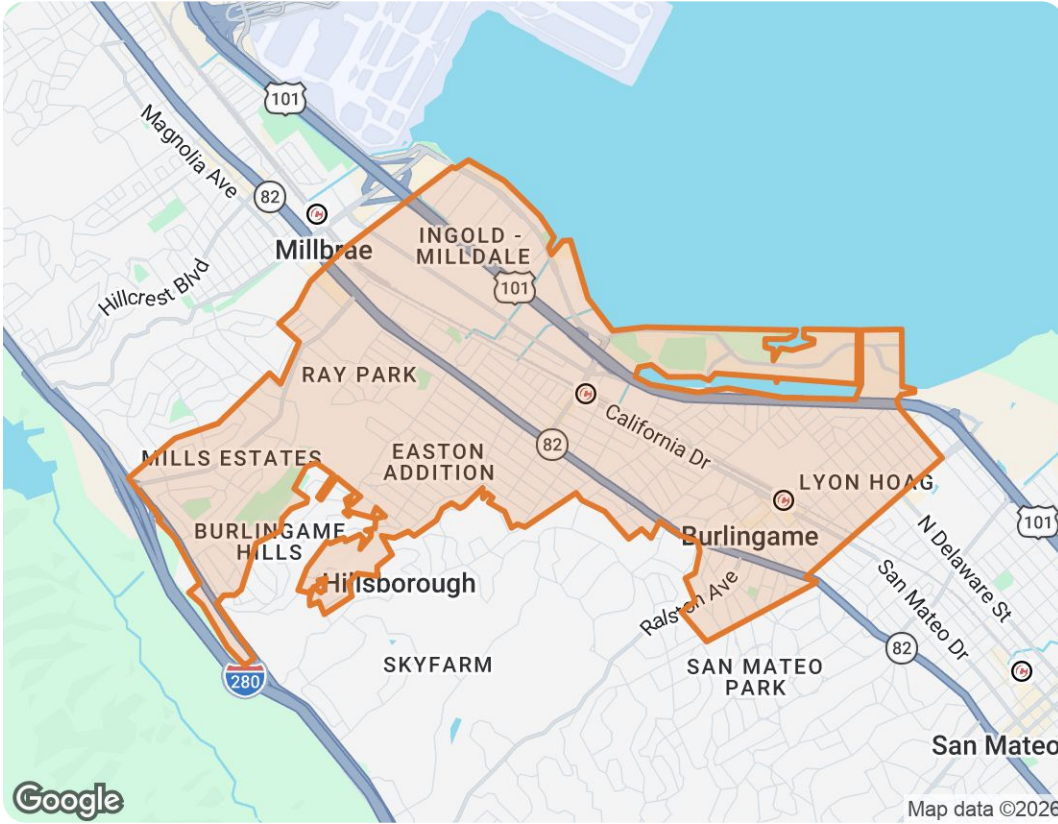 101
Magnolia Ave
82
Millbrae
INGOLD -
MILLDALE
Hillcrest Blvd
101
RAY PARK
California Dr
82
MILLS ESTATES
EASTON
ADDITION
LYON HOAG
BURLINGAME
HILLS
Burlingame
101
N Delaware St
Hillsborough
Ralston Ave
San Mateo Dr
82
SKYFARM
280
SAN MATEO
PARK
San Mateo
Google
Map data ©2026